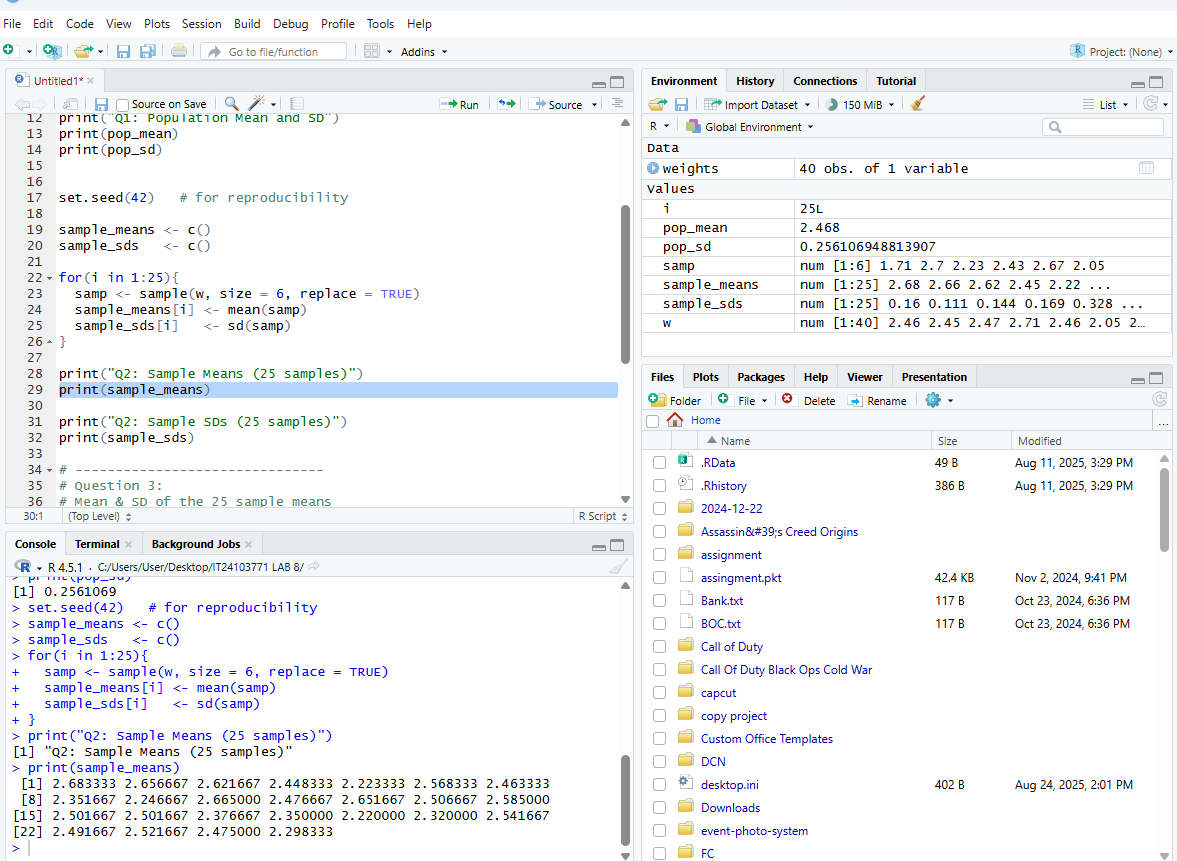 File Edit Code View Plots Session Build Debug Profile Tools Help
Go to file/function Addins Project: (None)
Untitled1*
Source on Save Run Source
12 print("Q1: Population Mean and SD")
13 print(pop_mean)
14 print(pop_sd)
15
16
17 set.seed(42) # for reproducibility
18
19 sample_means <- c()
20 sample_sds <- c()
21
22 for(i in 1:25){
23 samp <- sample(w, size = 6, replace = TRUE)
24 sample_means[i] <- mean(samp)
25 sample_sds[i] <- sd(samp)
26 }
27
28 print("Q2: Sample Means (25 samples)")
29 print(sample_means)
30
31 print("Q2: Sample SDs (25 samples)")
32 print(sample_sds)
33
34 # -------------------------------
35 # Question 3:
36 # Mean & SD of the 25 sample means
30:1 (Top Level) R Script
Console Terminal Background Jobs
R 4.5.1 · C:/Users/User/Desktop/IT24103771 LAB 8/
> print(pop_sd)
[1] 0.2561069
> set.seed(42) # for reproducibility
> sample_means <- c()
> sample_sds <- c()
> for(i in 1:25){
+ samp <- sample(w, size = 6, replace = TRUE)
+ sample_means[i] <- mean(samp)
+ sample_sds[i] <- sd(samp)
+ }
> print("Q2: Sample Means (25 samples)")
[1] "Q2: Sample Means (25 samples)"
> print(sample_means)
[1] 2.683333 2.656667 2.621667 2.448333 2.223333 2.568333 2.463333
[8] 2.351667 2.246667 2.665000 2.476667 2.651667 2.506667 2.585000
[15] 2.501667 2.501667 2.376667 2.350000 2.220000 2.320000 2.541667
[22] 2.491667 2.521667 2.475000 2.298333
>
Environment History Connections Tutorial
Import Dataset 150 MiB List
R Global Environment
Data
weights 40 obs. of 1 variable
Values
i 25L
pop_mean 2.468
pop_sd 0.256106948813907
samp num [1:6] 1.71 2.7 2.23 2.43 2.67 2.05
sample_means num [1:25] 2.68 2.66 2.62 2.45 2.22 ...
sample_sds num [1:25] 0.16 0.111 0.144 0.169 0.328 ...
w num [1:40] 2.46 2.45 2.47 2.71 2.46 2.05 2…
Files Plots Packages Help Viewer Presentation
Folder File Delete Rename
Home ...
Name Size Modified
.RData 49 B Aug 11, 2025, 3:29 PM
.Rhistory 386 B Aug 11, 2025, 3:29 PM
2024-12-22
Assassin&#39;s Creed Origins
assignment
assingment.pkt 42.4 KB Nov 2, 2024, 9:41 PM
Bank.txt 117 B Oct 23, 2024, 6:36 PM
BOC.txt 117 B Oct 23, 2024, 6:36 PM
Call of Duty
Call Of Duty Black Ops Cold War
capcut
copy project
Custom Office Templates
DCN
desktop.ini 402 B Aug 24, 2025, 2:01 PM
Downloads
event-photo-system
FC